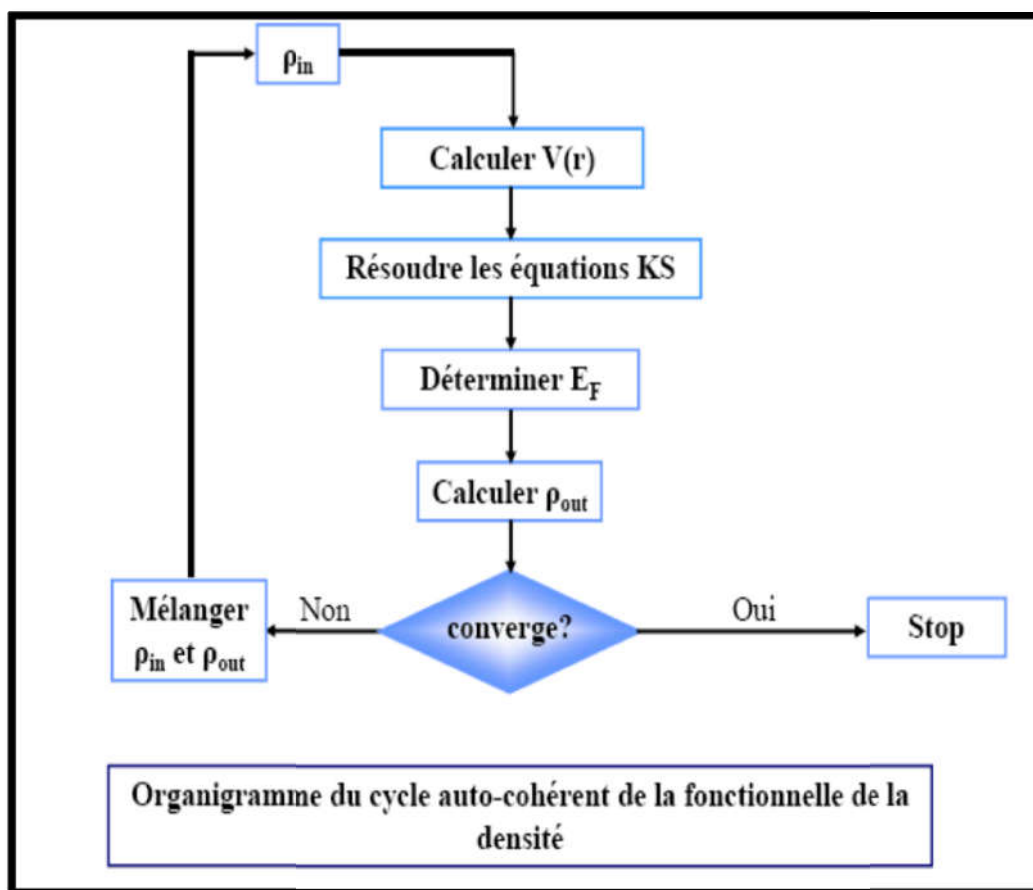 ρin
Calculer V(r)
Résoudre les équations KS
Déterminer EF
Calculer ρout
Mélanger
ρin et ρout
Non
converge?
Oui
Stop
Organigramme du cycle auto-cohérent de la fonctionnelle de la
densité